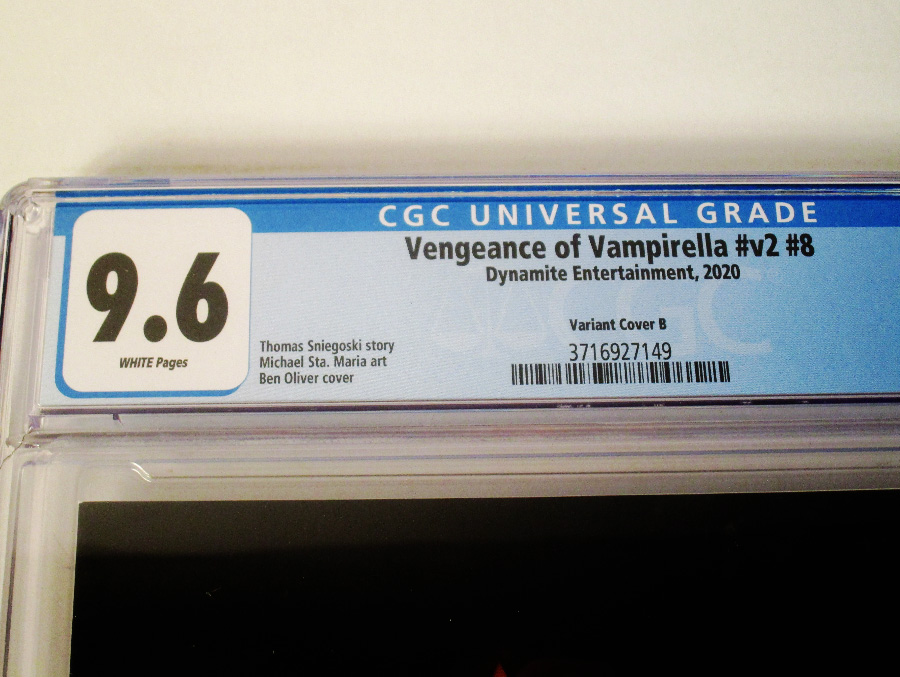 CGC UNIVERSAL GRADE
9.6
WHITE Pages
Vengeance of Vampirella #v2 #8
Dynamite Entertainment, 2020
Variant Cover B
3716927149
Thomas Sniegoski story
Michael Sta. Maria art
Ben Oliver cover
CGC